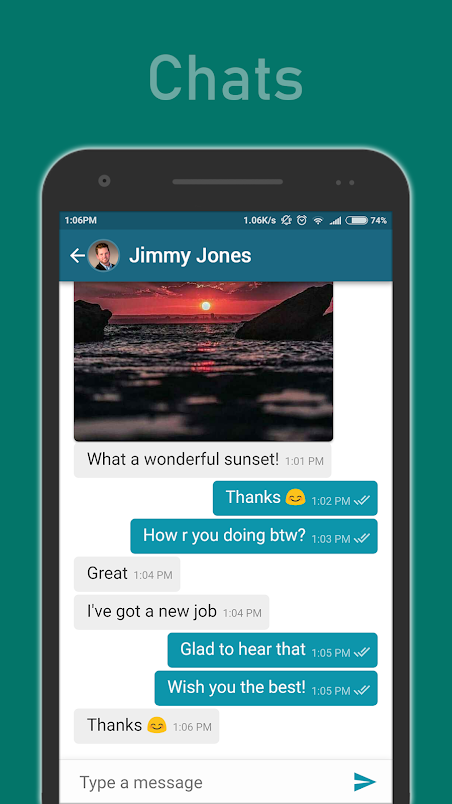 Chats
1:06PM 1.06K/s 74%
Jimmy Jones
What a wonderful sunset! 1:01 PM
Thanks 😊 1:02 PM
How r you doing btw? 1:03 PM
Great 1:04 PM
I've got a new job 1:04 PM
Glad to hear that 1:05 PM
Wish you the best! 1:05 PM
Thanks 😊 1:06 PM
Type a message